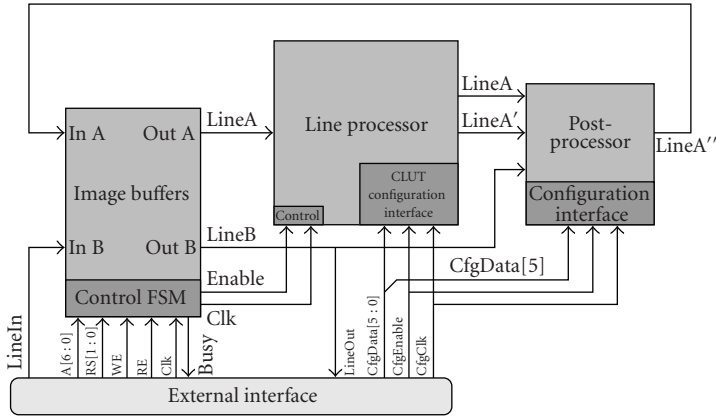 LineA
LineA
Line processor
LineA'
Post-
processor
LineA''
In A
Out A
Image buffers
CLUT
configuration
interface
Control
Configuration
interface
In B
Out B
LineB
Enable
Control FSM
Clk
CfgData[5]
LineIn
A[6 : 0]
RS[1 : 0]
WE
RE
Clk
Busy
LineOut
CfgData[5 : 0]
CfgEnable
CfgClk
External interface